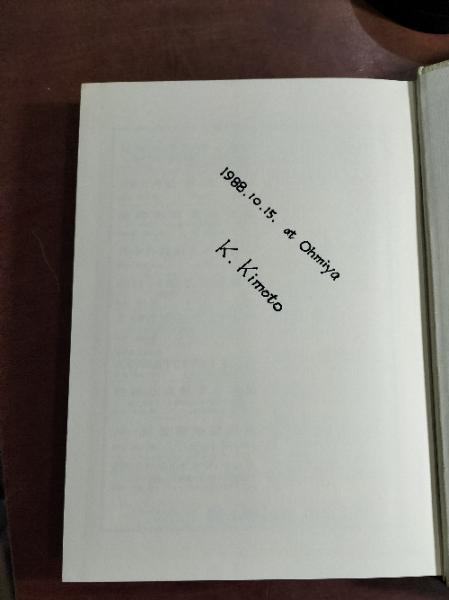 1988.10.15. at Ohmiya
K. Kimoto